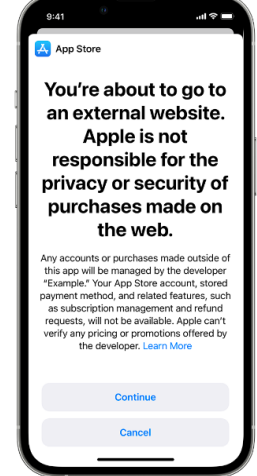 9:41
App Store
You're about to go to
an external website.
Apple is not
responsible for the
privacy or security of
purchases made on
the web.
Any accounts or purchases made outside of
this app will be managed by the developer
"Example." Your App Store account, stored
payment method, and related features, such
as subscription management and refund
requests, will not be available. Apple can't
verify any pricing or promotions offered by
the developer. Learn More
Continue
Cancel